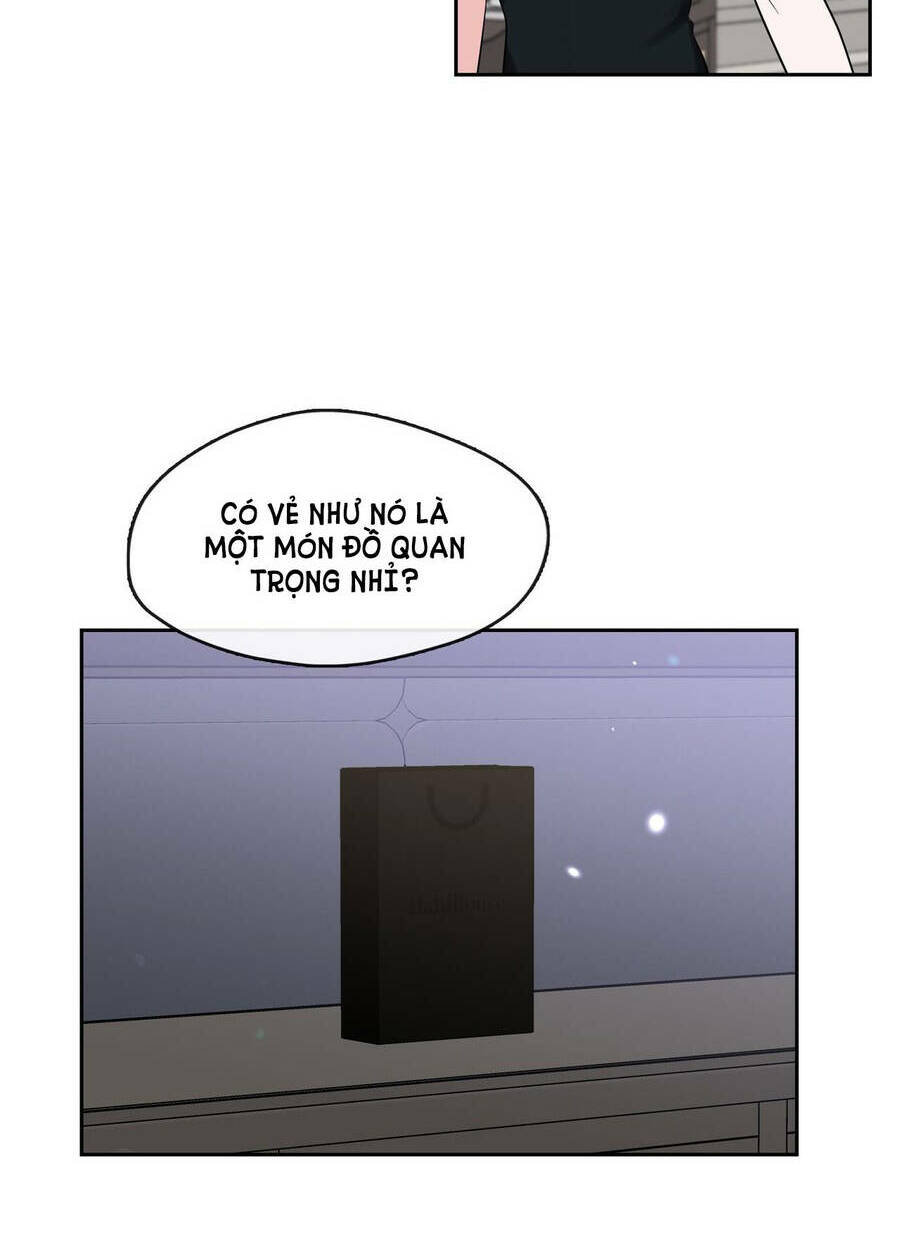 CÓ VẺ NHƯ NÓ LÀ
MỘT MÓN ĐỒ QUAN
TRỌNG NHỈ?